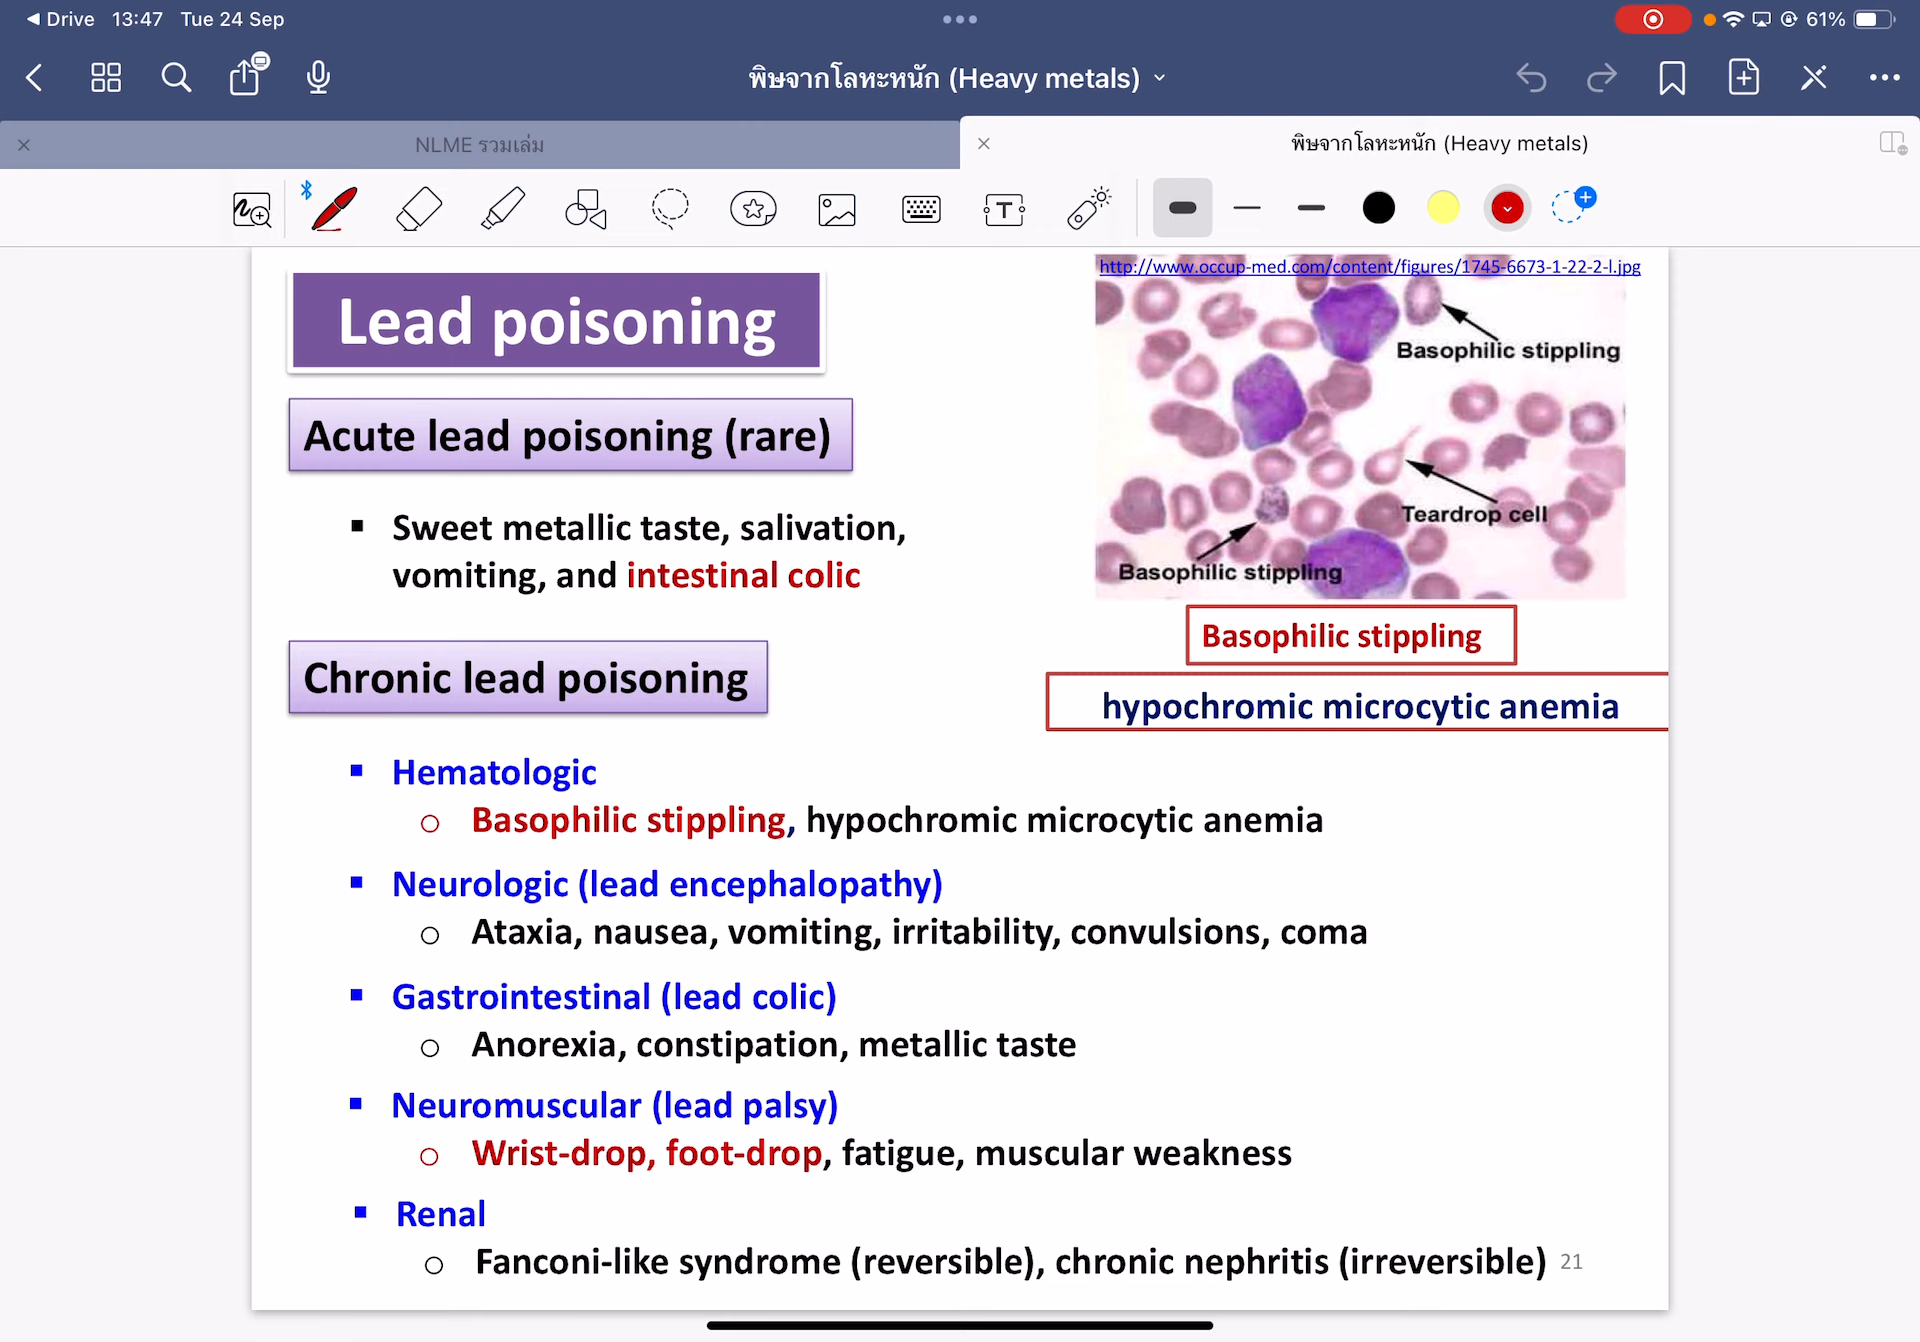 Drive 13:47 Tue 24 Sep
61%
พิษจากโลหะหนัก (Heavy metals)
NLME รวมเล่ม
พิษจากโลหะหนัก (Heavy metals)
Lead poisoning
Acute lead poisoning (rare)
Sweet metallic taste, salivation,
vomiting, and intestinal colic
http://www.occup-med.com/content/figures/1745-6673-1-22-2-l.jpg
Basophilic stippling
Teardrop cell
Basophilic stippling
Basophilic stippling
hypochromic microcytic anemia
Chronic lead poisoning
Hematologic
Basophilic stippling, hypochromic microcytic anemia
Neurologic (lead encephalopathy)
Ataxia, nausea, vomiting, irritability, convulsions, coma
Gastrointestinal (lead colic)
Anorexia, constipation, metallic taste
Neuromuscular (lead palsy)
Wrist-drop, foot-drop, fatigue, muscular weakness
Renal
Fanconi-like syndrome (reversible), chronic nephritis (irreversible)
21